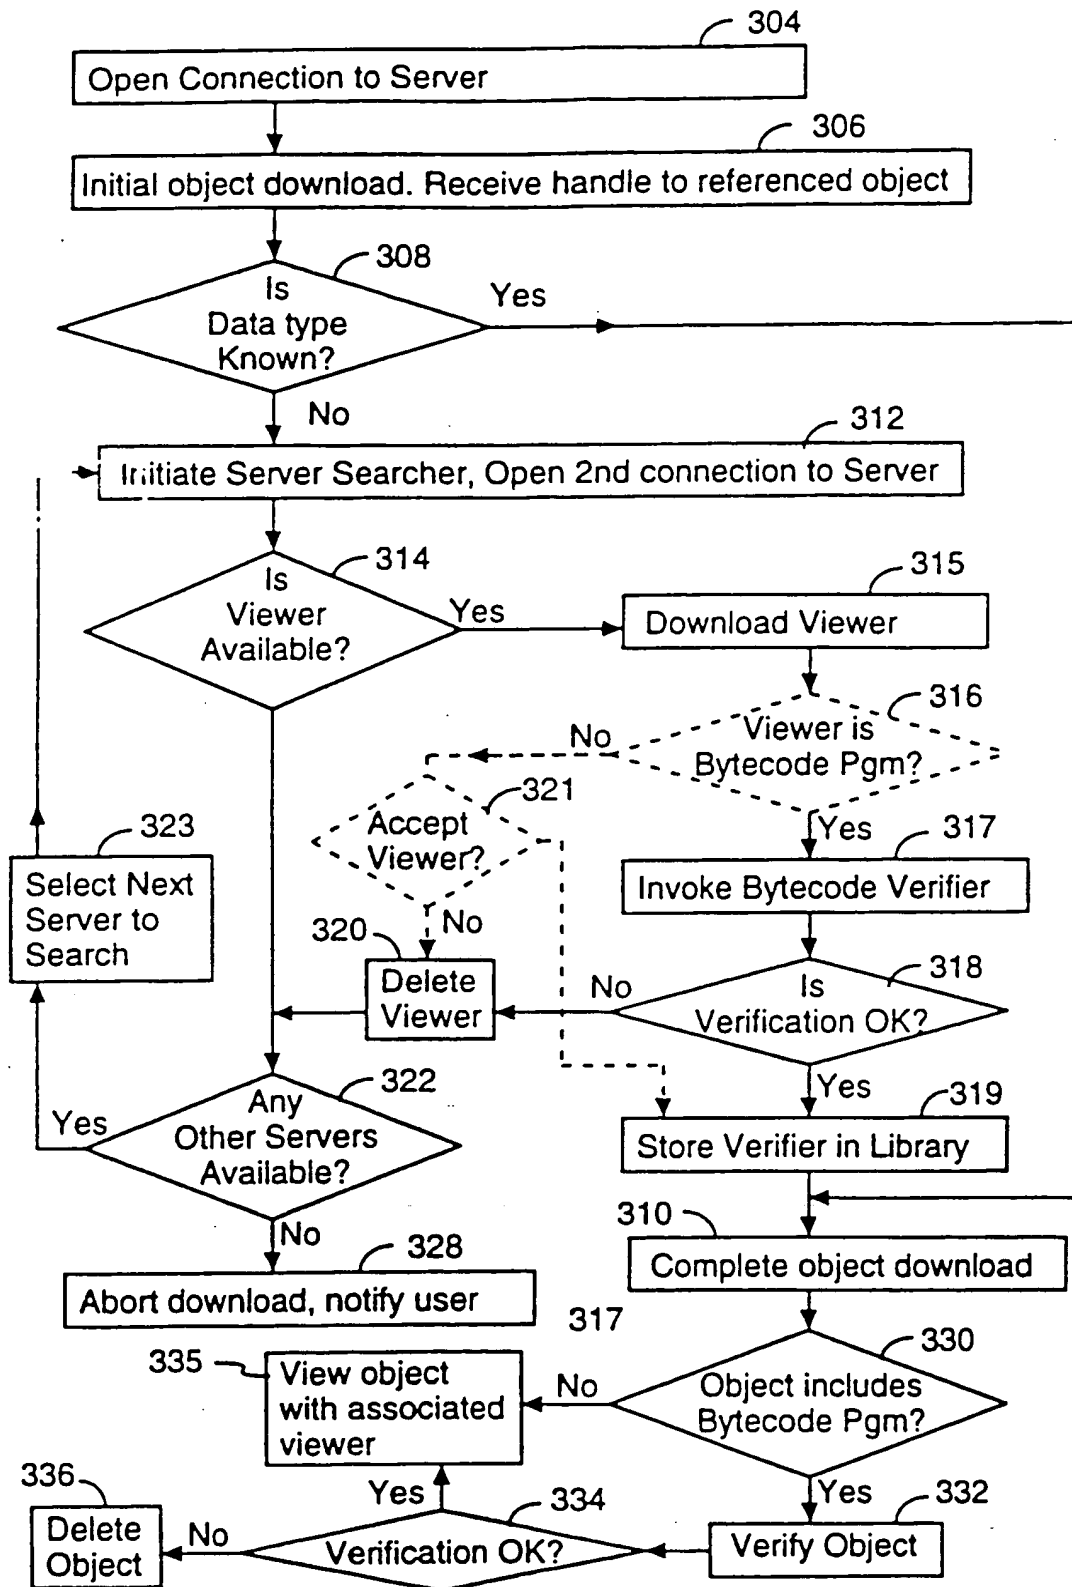 304
Open Connection to Server
306
Initial object download. Receive handle to referenced object
308
Is
Data type
Known?
Yes
No
312
Initiate Server Searcher, Open 2nd connection to Server
314
Is
Viewer
Available?
Yes
315
Download Viewer
316
Viewer is
Bytecode Pgm?
No
Yes
321
Accept
Viewer?
No
317
Invoke Bytecode Verifier
323
Select Next
Server to
Search
320
Delete
Viewer
No
318
Is
Verification OK?
Yes
322
Any
Other Servers
Available?
Yes
No
319
Store Verifier in Library
310
Complete object download
328
Abort download, notify user
317
330
Object includes
Bytecode Pgm?
No
Yes
335
View object
with associated
viewer
332
Verify Object
334
Verification OK?
Yes
No
336
Delete
Object